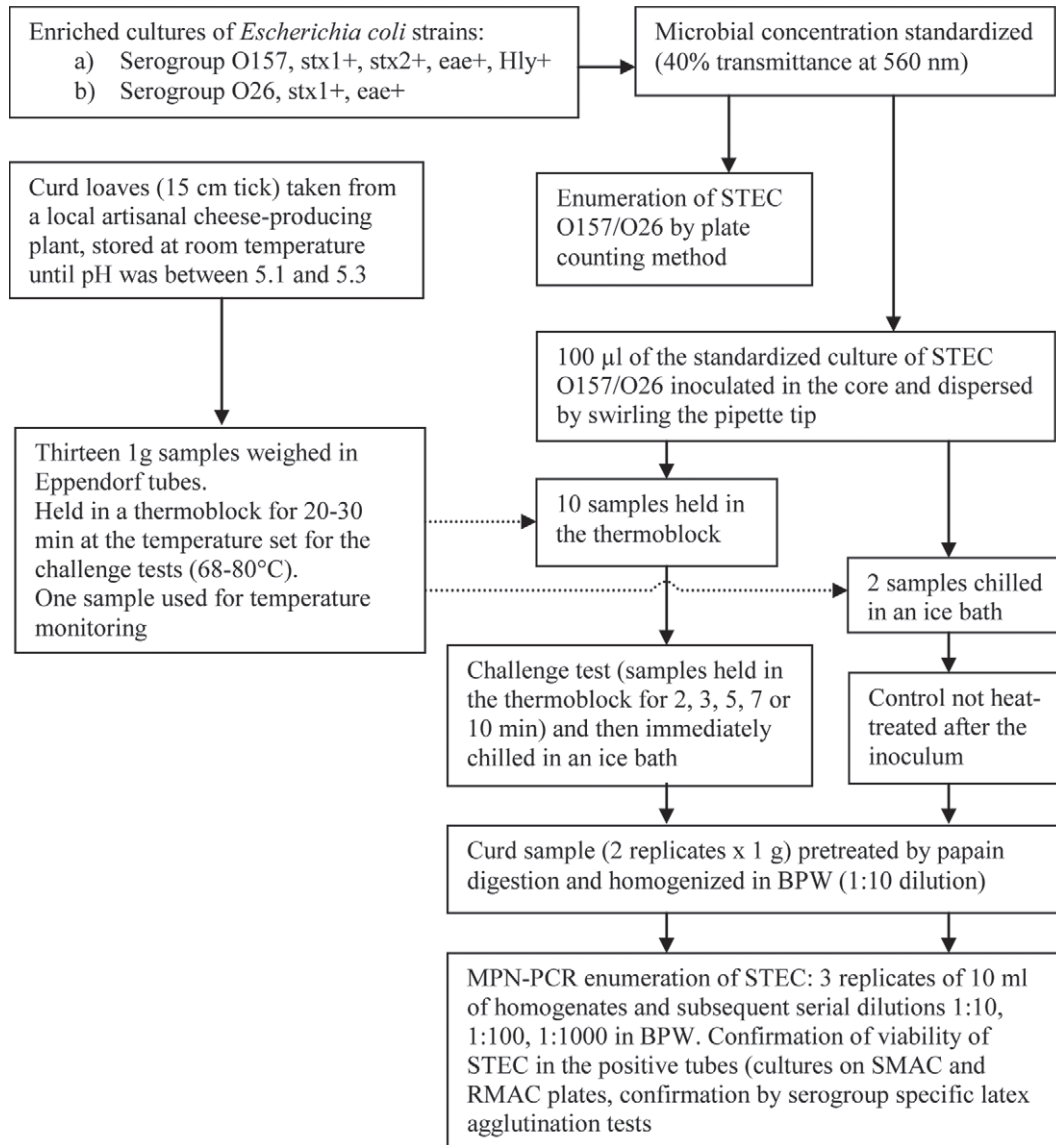 Enriched cultures of Escherichia coli strains:
a) Serogroup O157, stx1+, stx2+, eae+, Hly+
b) Serogroup O26, stx1+, eae+
Microbial concentration standardized
(40% transmittance at 560 nm)
Curd loaves (15 cm tick) taken from
a local artisanal cheese-producing
plant, stored at room temperature
until pH was between 5.1 and 5.3
Enumeration of STEC
O157/O26 by plate
counting method
100 µl of the standardized culture of STEC
O157/O26 inoculated in the core and dispersed
by swirling the pipette tip
Thirteen 1g samples weighed in
Eppendorf tubes.
Held in a thermoblock for 20-30
min at the temperature set for the
challenge tests (68-80°C).
One sample used for temperature
monitoring
10 samples held in
the thermoblock
2 samples chilled
in an ice bath
Challenge test (samples held in
the thermoblock for 2, 3, 5, 7 or
10 min) and then immediately
chilled in an ice bath
Control not heat-
treated after the
inoculum
Curd sample (2 replicates x 1 g) pretreated by papain
digestion and homogenized in BPW (1:10 dilution)
MPN-PCR enumeration of STEC: 3 replicates of 10 ml
of homogenates and subsequent serial dilutions 1:10,
1:100, 1:1000 in BPW. Confirmation of viability of
STEC in the positive tubes (cultures on SMAC and
RMAC plates, confirmation by serogroup specific latex
agglutination tests